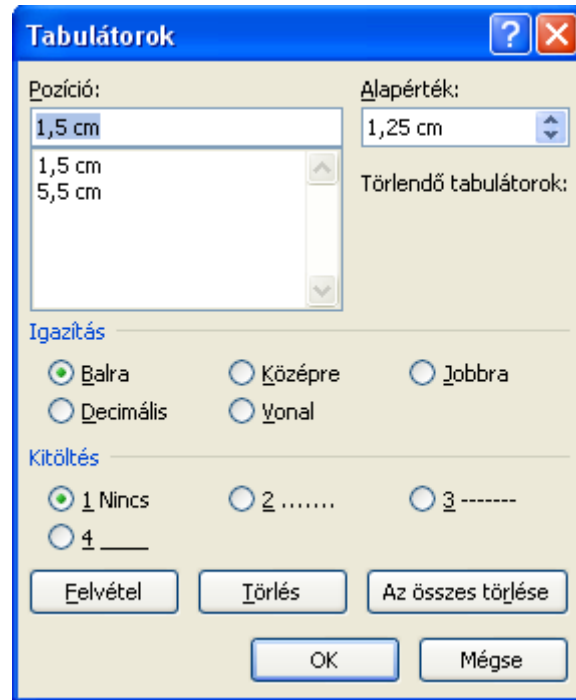 Tabulátorok
Pozíció:
Alapérték:
1,5 cm
1,25 cm
1,5 cm
5,5 cm
Törlendő tabulátorok:
Igazítás
Balra
Középre
Jobbra
Decimális
Vonal
Kitöltés
1 Nincs
2 .......
3 -------
4 ____
Felvétel
Törlés
Az összes törlése
OK
Mégse